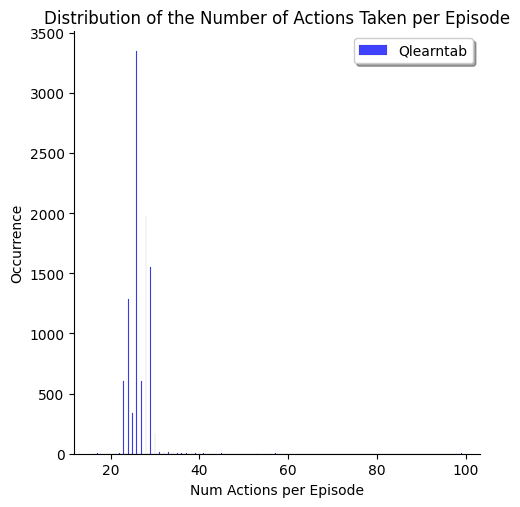 Distribution of the Number of Actions Taken per Episode
Qlearntab
Occurrence
3500
3000
2500
2000
1500
1000
500
0
20 40 60 80 100
Num Actions per Episode